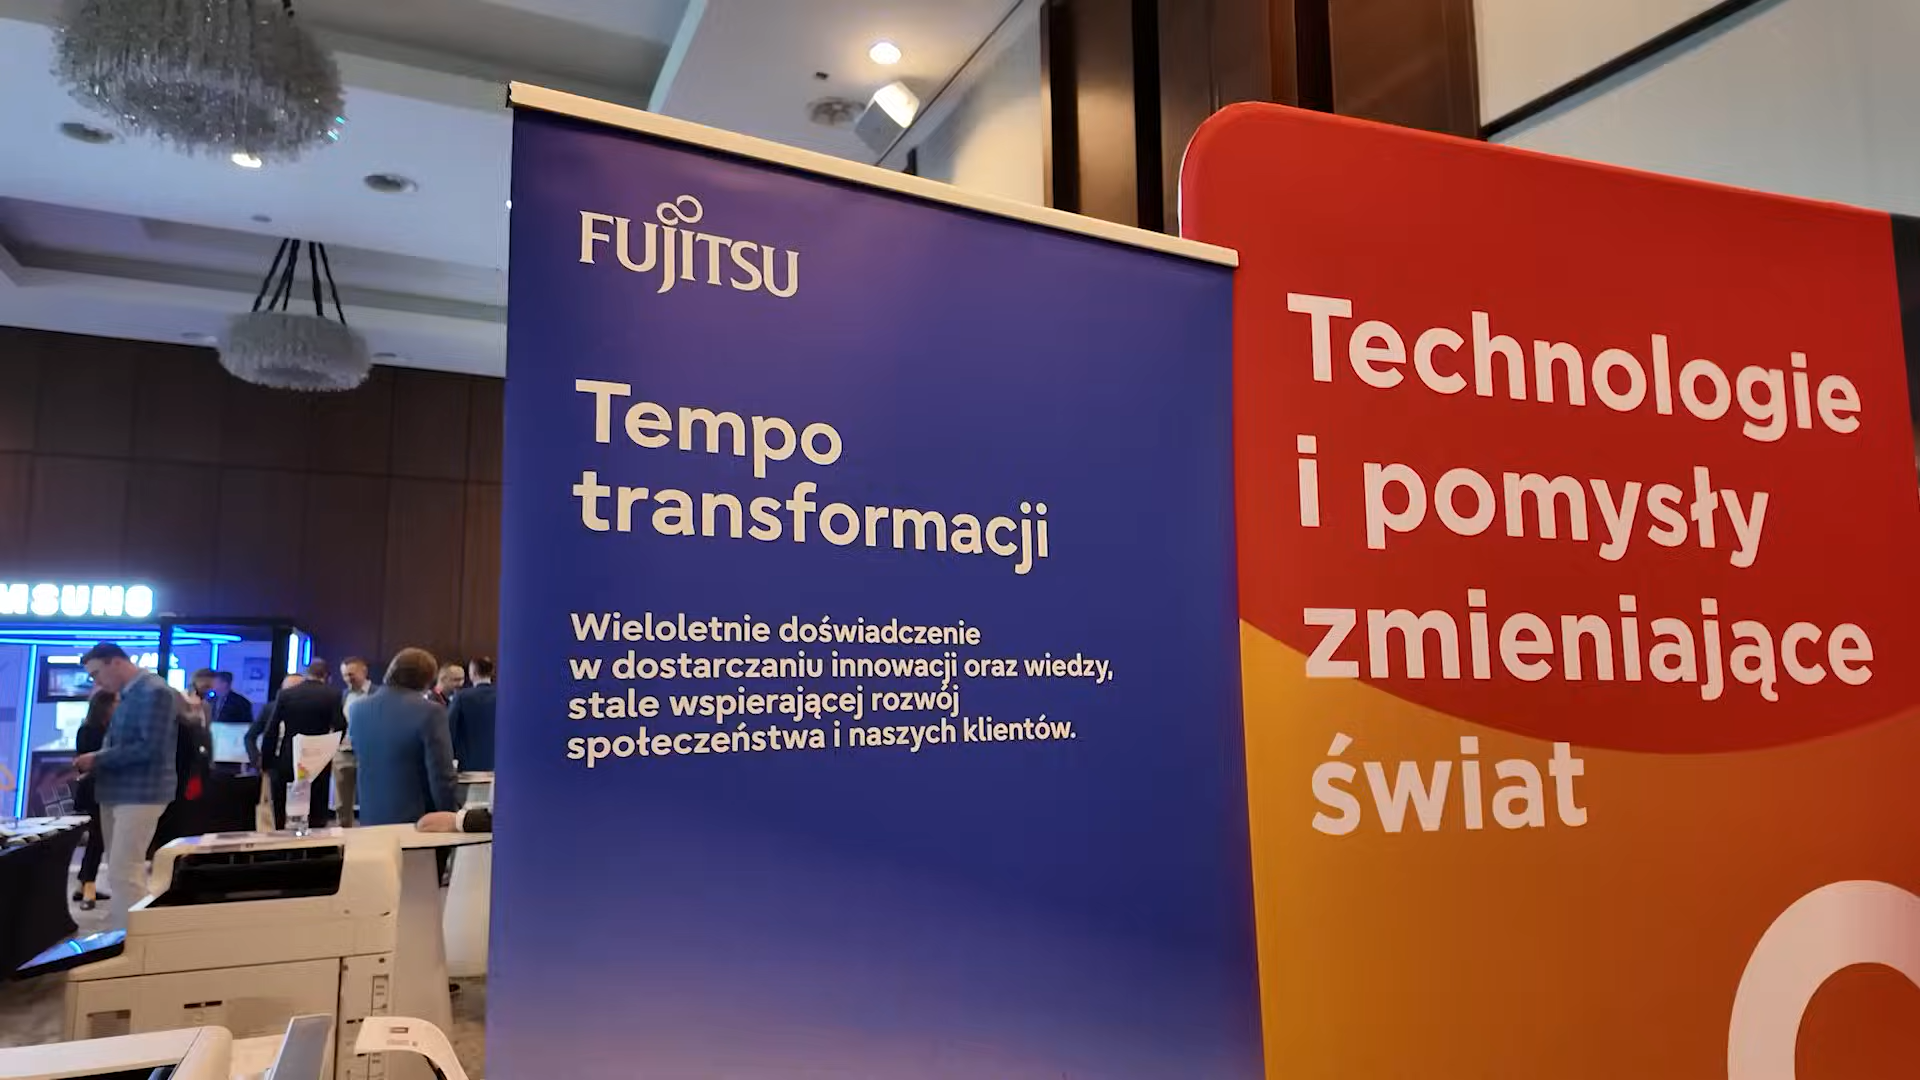 FUJITSU
Tempo
transformacji
Wieloletnie doświadczenie
w dostarczaniu innowacji oraz wiedzy,
stale wspierającej rozwój
społeczeństwa i naszych klientów.
Technologie
i pomysły
zmieniające
świat
MSUNG